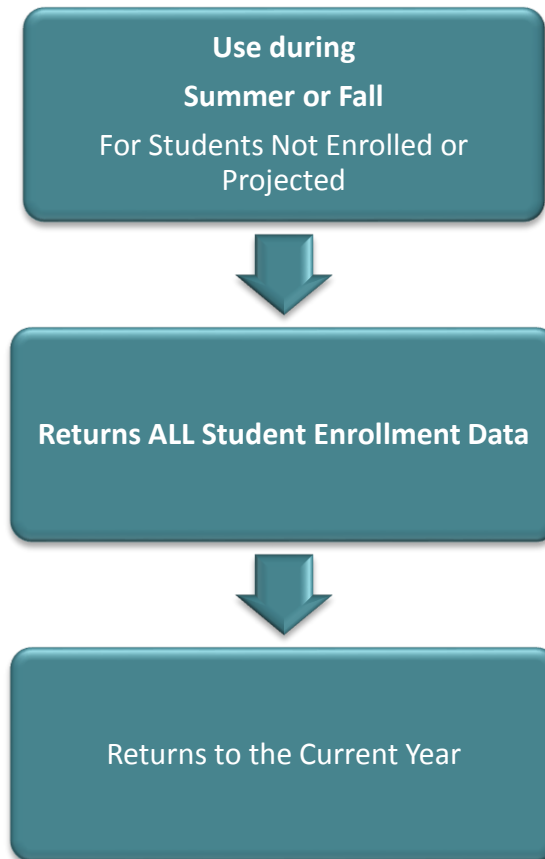 Use during
Summer or Fall
For Students Not Enrolled or
Projected
Returns ALL Student Enrollment Data
Returns to the Current Year